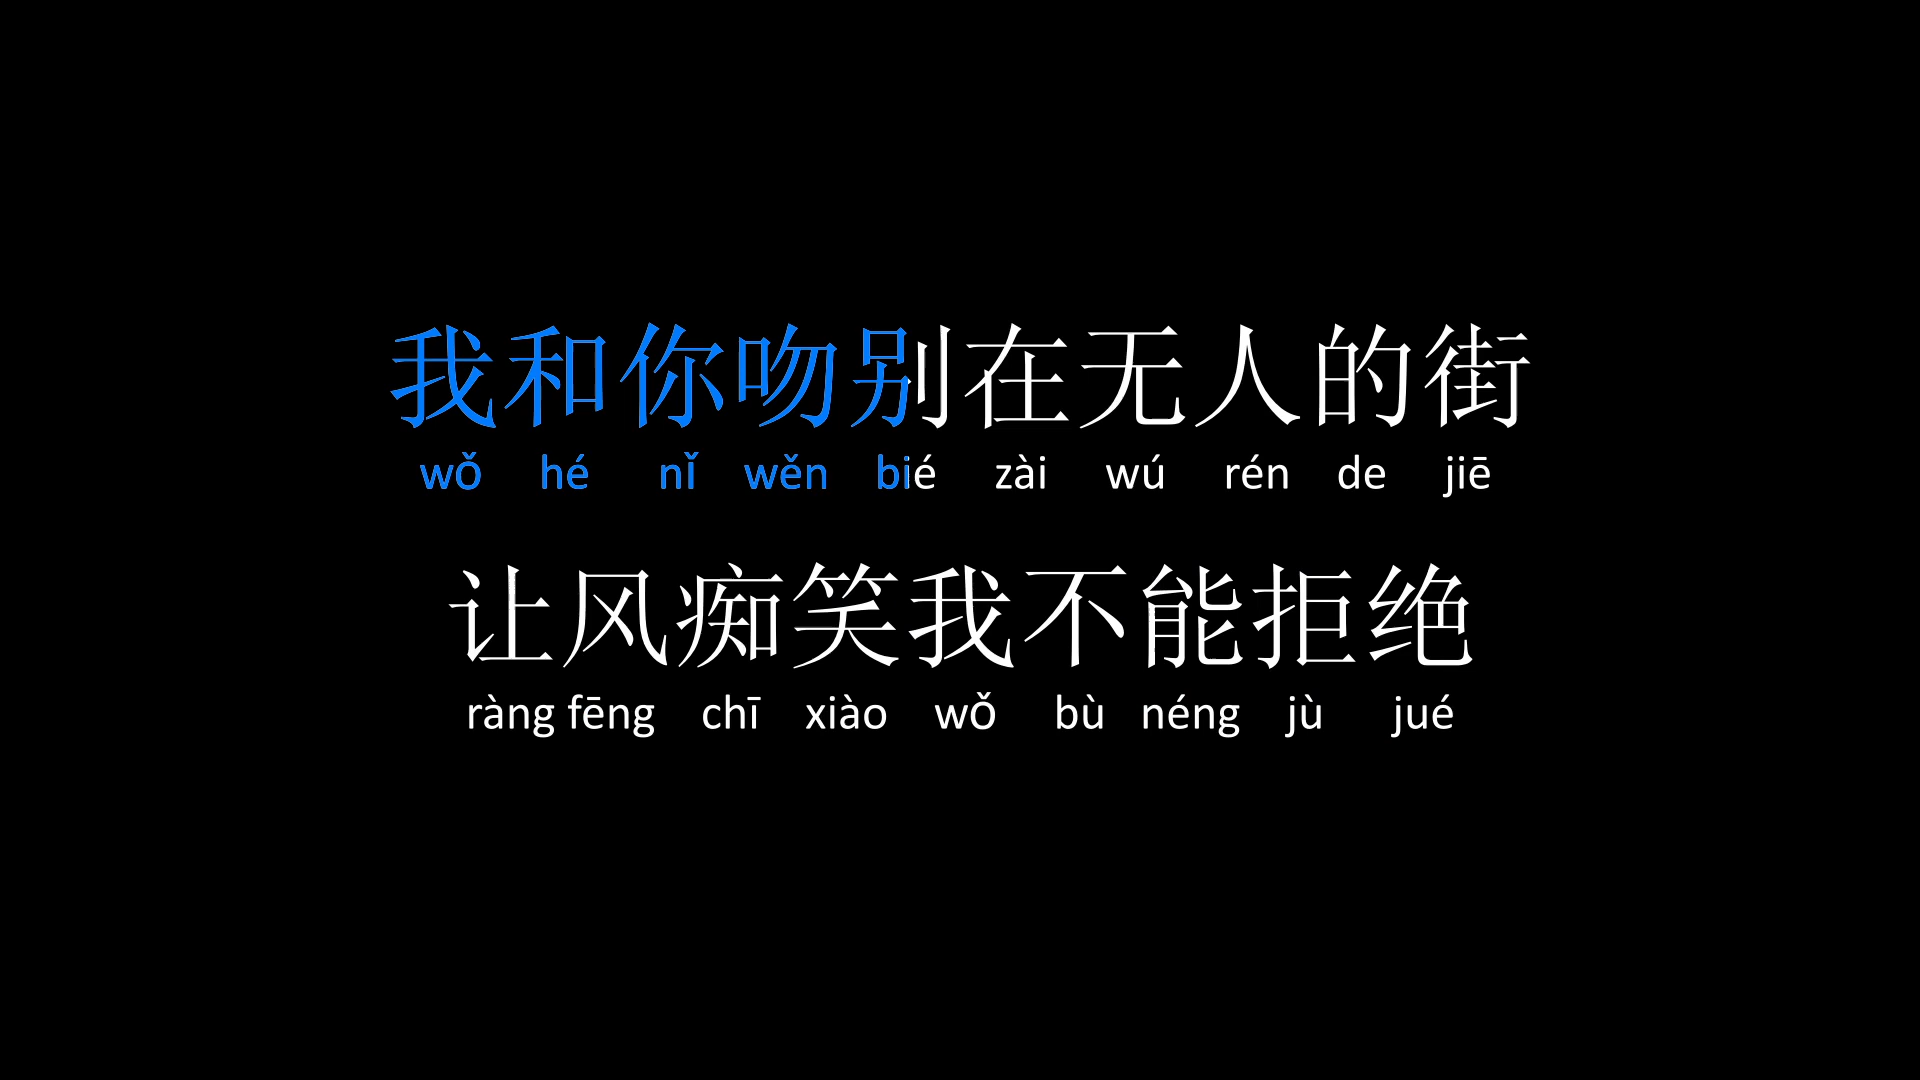 我和你吻别在无人的街
wǒ hé nǐ wěn bié zài wú rén de jiē
让风痴笑我不能拒绝
ràng fēng chī xiào wǒ bù néng jù jué